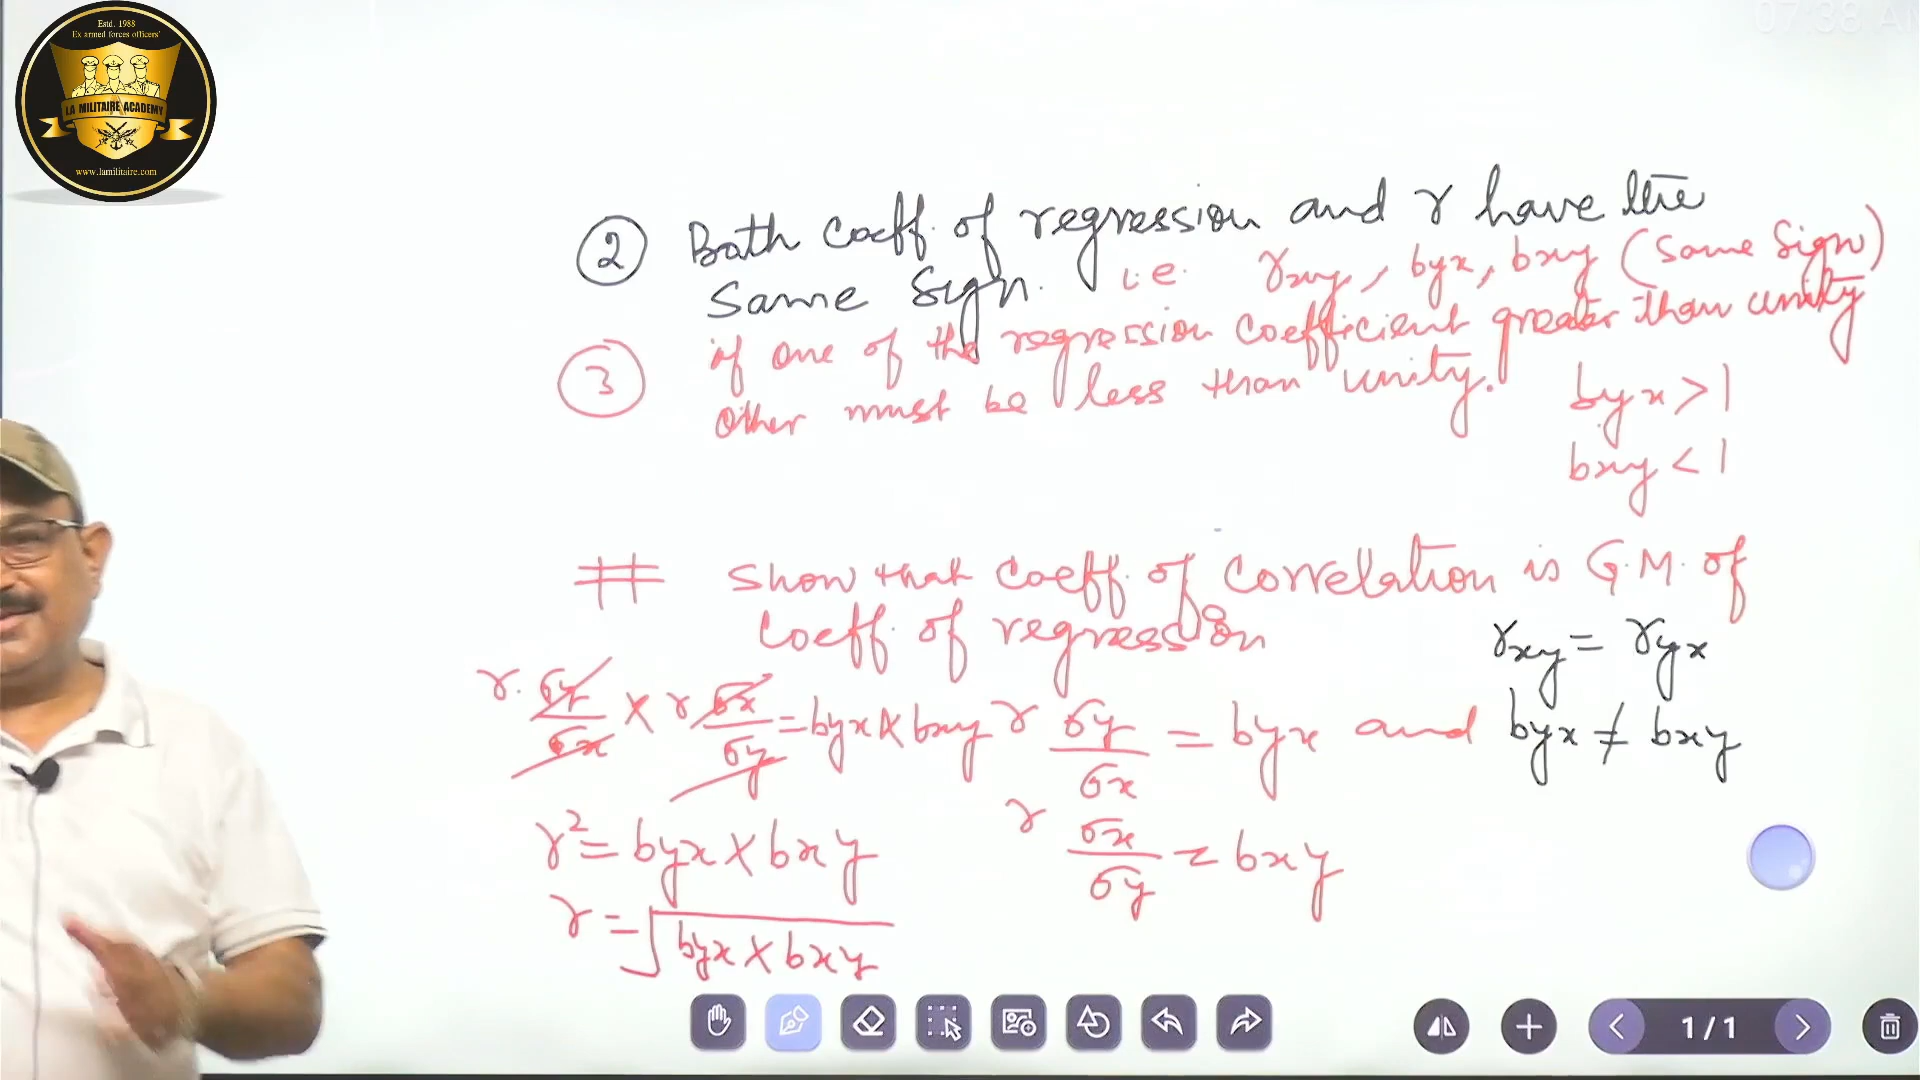 Estd. 1988
Ex armed forces officers'
LA MILITAIRE ACADEMY
www.lamilitaire.com
07:38 A
② Both coeff. of regression and r have the
same sign. i.e. rxy, byx, bxy (same sign)
③ if one of the regression coefficient greater than unity
other must be less than unity. byx > 1
bxy < 1
# show that coeff. of correlation is G.M. of
coeff. of regression
rxy = ryx
r. σy/σx × r σx/σy = byx × bxy r σy/σx = byx and byx ≠ bxy
r² = byx × bxy r σx/σy = bxy
r = √byx × bxy
1/1